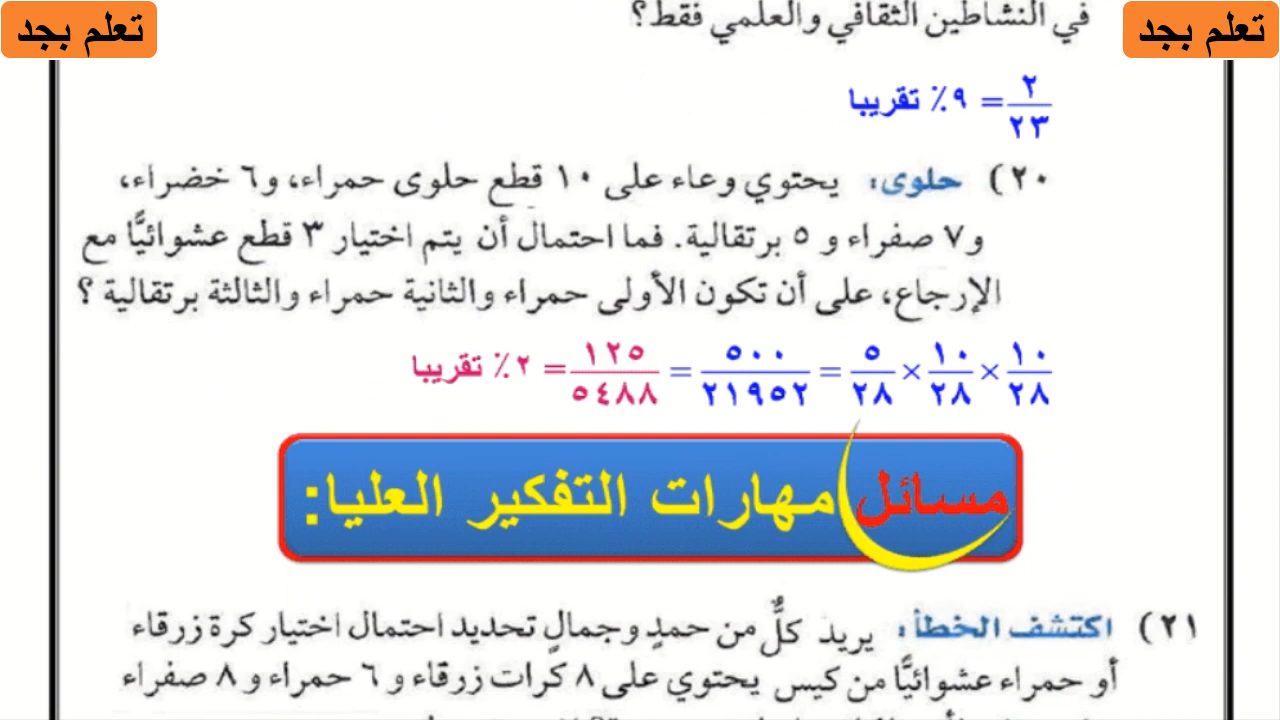 تعلم بجد
تعلم بجد
في النشاطين الثقافي والعلمي فقط؟
٢/٢٣ = ٩٪ تقريبا
٢٠) حلوى: يحتوي وعاء على ١٠ قطع حلوى حمراء، و٦ خضراء،
و٧ صفراء و ٥ برتقالية. فما احتمال أن يتم اختيار ٣ قطع عشوائيًّا مع
الإرجاع، على أن تكون الأولى حمراء والثانية حمراء والثالثة برتقالية ؟
١٠/٢٨ × ١٠/٢٨ × ٥/٢٨ = ٥٠٠/٢١٩٥٢ = ١٢٥/٥٤٨٨ = ٢٪ تقريبا
مسائل مهارات التفكير العليا:
٢١) اكتشف الخطأ: يريد كلٌّ من حمدٍ وجمالٍ تحديد احتمال اختيار كرة زرقاء
أو حمراء عشوائيًّا من كيس يحتوي على ٨ كرات زرقاء و ٦ حمراء و ٨ صفراء